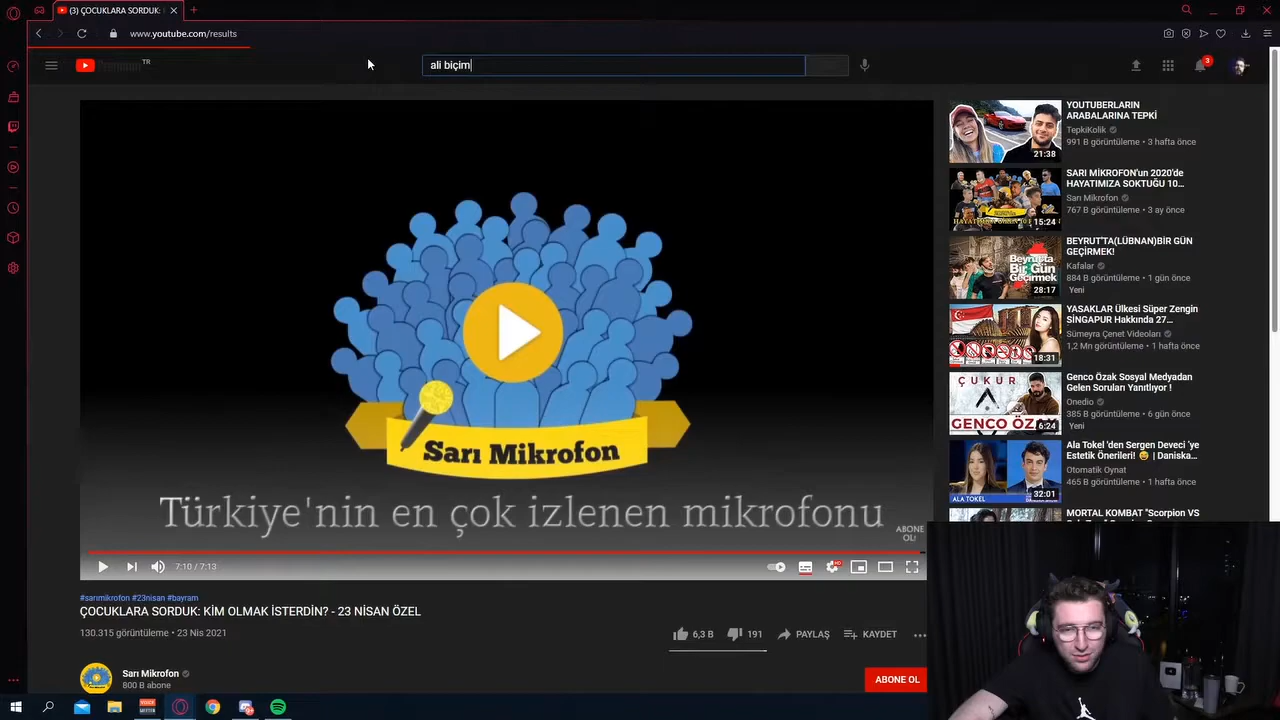 (3) ÇOCUKLARA SORDUK:
www.youtube.com/results
TR
ali biçim
3
Sarı Mikrofon
Türkiye'nin en çok izlenen mikrofonu
ABONE
OL!
7:10 / 7:13
#sarımikrofon #23nisan #bayram
ÇOCUKLARA SORDUK: KİM OLMAK İSTERDİN? - 23 NİSAN ÖZEL
130.315 görüntüleme • 23 Nis 2021
6,3 B
191
PAYLAŞ
KAYDET
Sarı Mikrofon
800 B abone
ABONE OL
21:38
YOUTUBERLARIN
ARABALARINA TEPKİ
TepkiKolik
991 B görüntüleme • 3 hafta önce
15:24
SARI MİKROFON'un 2020'de
HAYATIMIZA SOKTUĞU 10...
Sarı Mikrofon
767 B görüntüleme • 3 ay önce
Beyrut'ta
Bir Gün
Geçirmek!
28:17
BEYRUT'TA(LÜBNAN)BİR GÜN
GEÇİRMEK!
Kafalar
884 B görüntüleme • 1 gün önce
Yeni
18:31
YASAKLAR Ülkesi Süper Zengin
SİNGAPUR Hakkında 27...
Sümeyra Çenet Videoları
1,2 Mn görüntüleme • 1 hafta önce
ÇUKUR
GENCO ÖZ
6:24
Genco Özak Sosyal Medyadan
Gelen Soruları Yanıtlıyor !
Onedio
385 B görüntüleme • 6 gün önce
Yeni
ALA TOKEL
32:01
Ala Tokel 'den Sergen Deveci 'ye
Estetik Önerileri! 😅 | Daniska...
Otomatik Oynat
465 B görüntüleme • 1 hafta önce
MORTAL KOMBAT "Scorpion VS